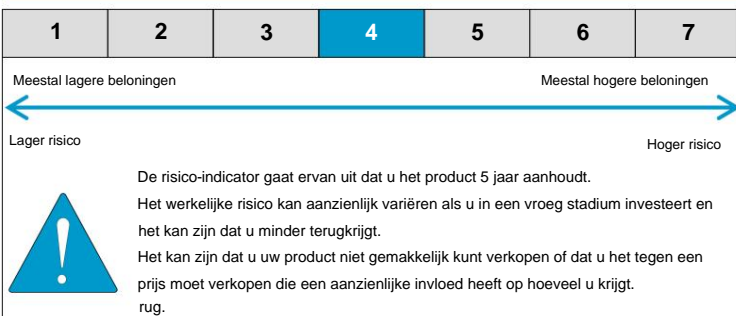 1 2 3 4 5 6 7
Meestal lagere beloningen Meestal hogere beloningen
Lager risico Hoger risico
De risico-indicator gaat ervan uit dat u het product 5 jaar aanhoudt.
Het werkelijke risico kan aanzienlijk variëren als u in een vroeg stadium investeert en
het kan zijn dat u minder terugkrijgt.
Het kan zijn dat u uw product niet gemakkelijk kunt verkopen of dat u het tegen een
prijs moet verkopen die een aanzienlijke invloed heeft op hoeveel u krijgt.
rug.